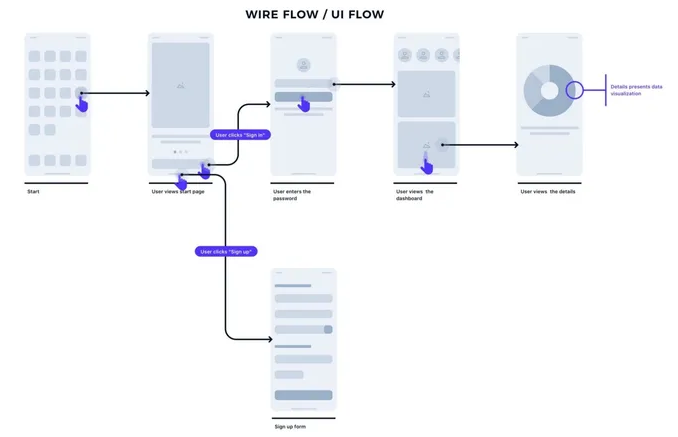 WIRE FLOW / UI FLOW
Details presents data
visualization
User clicks "Sign in"
Start
User views start page
User enters the
password
User views the
dashboard
User views the details
User clicks "Sign up"
Sign up form